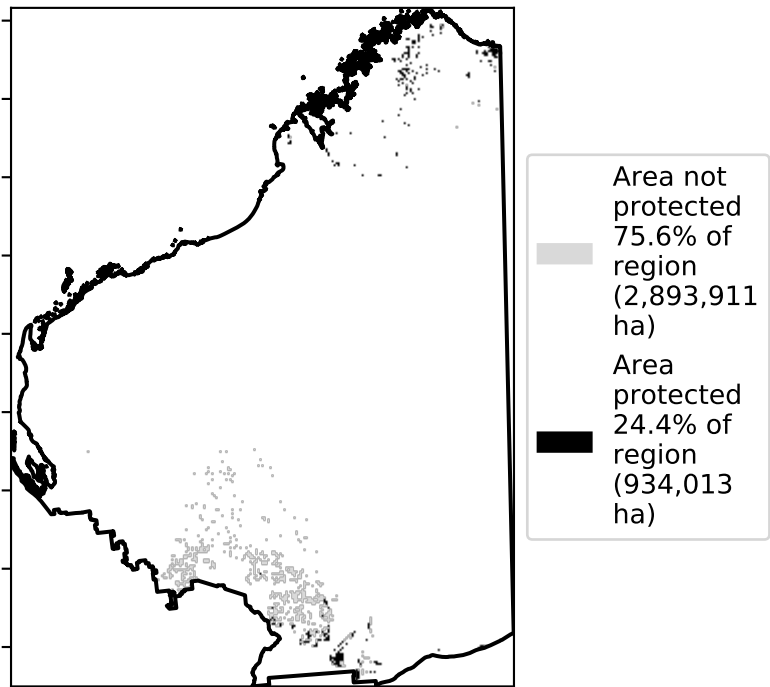 Area not
protected
75.6% of
region
(2,893,911
ha)
Area
protected
24.4% of
region
(934,013
ha)